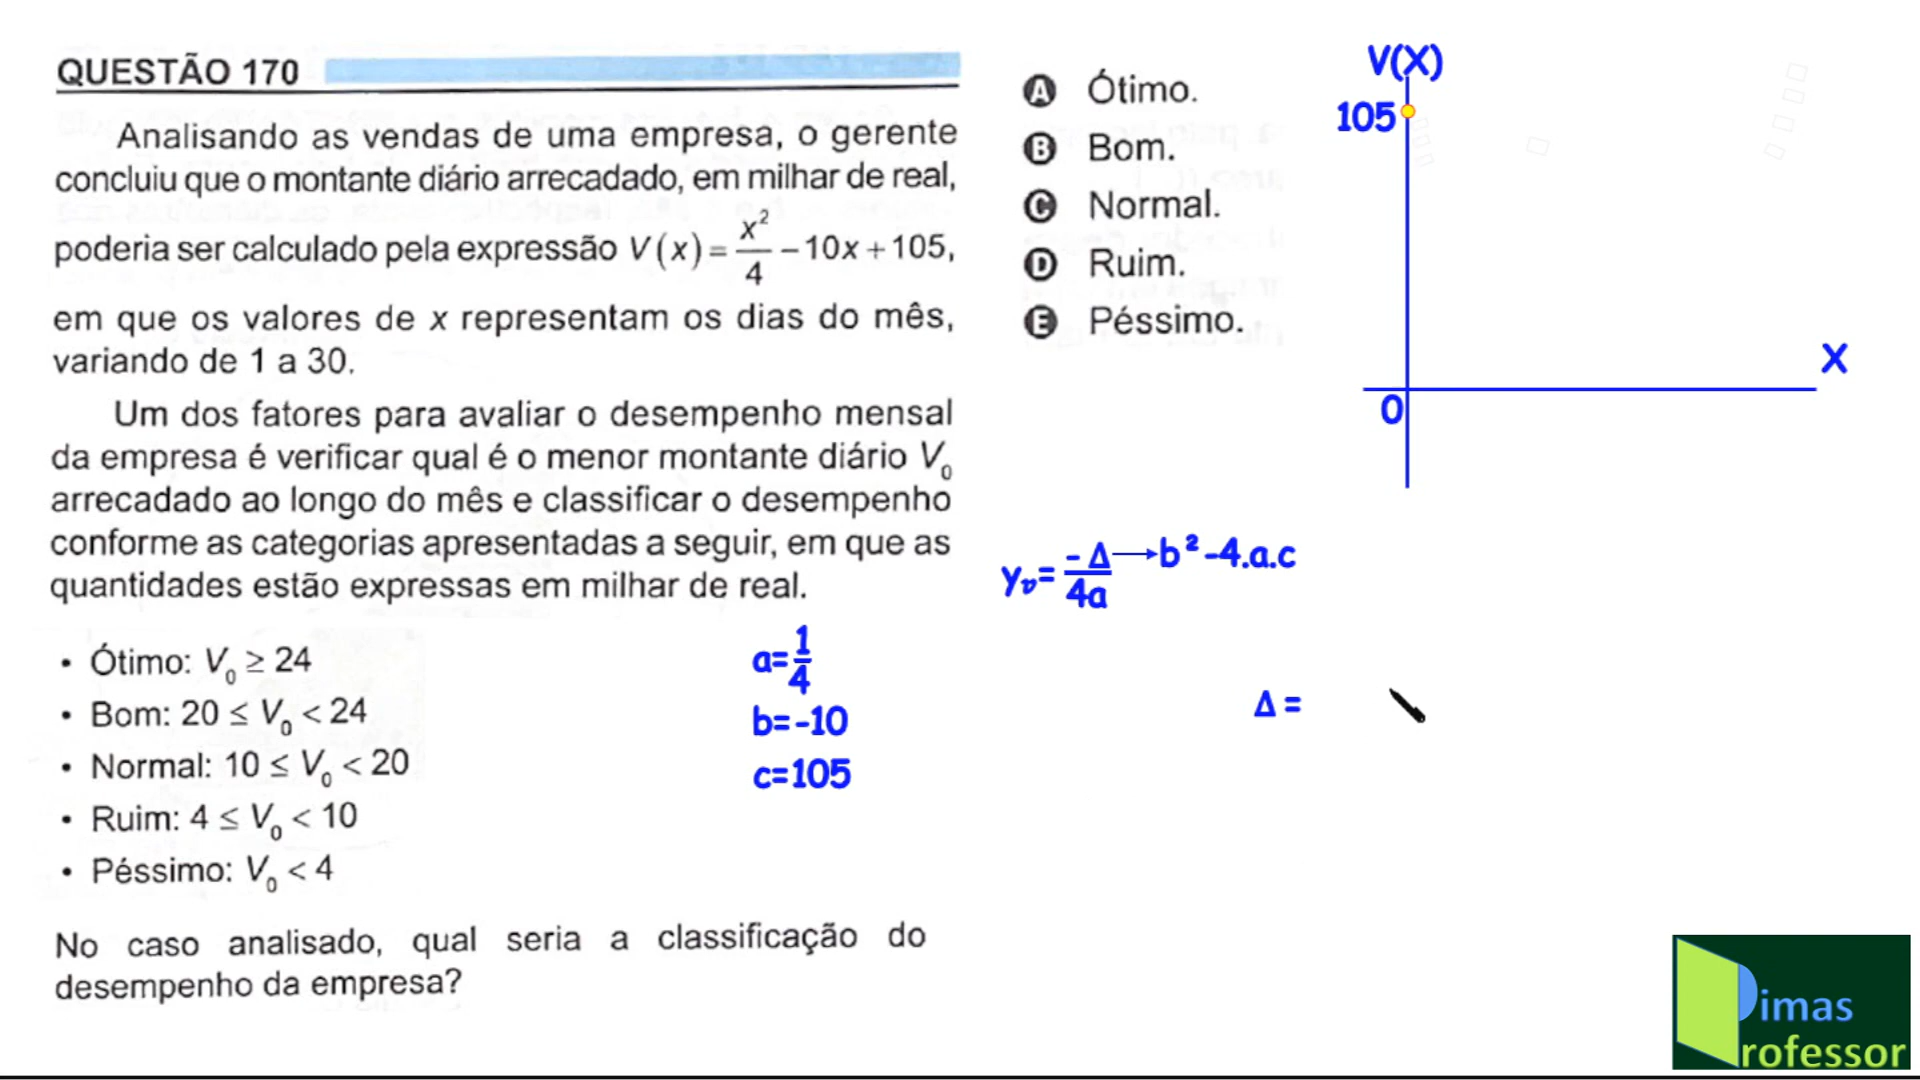 QUESTÃO 170
Analisando as vendas de uma empresa, o gerente
concluiu que o montante diário arrecadado, em milhar de real,
poderia ser calculado pela expressão V(x) = x²/4 − 10x + 105,
em que os valores de x representam os dias do mês,
variando de 1 a 30.
Um dos fatores para avaliar o desempenho mensal
da empresa é verificar qual é o menor montante diário V₀
arrecadado ao longo do mês e classificar o desempenho
conforme as categorias apresentadas a seguir, em que as
quantidades estão expressas em milhar de real.
• Ótimo: V₀ ≥ 24
• Bom: 20 ≤ V₀ < 24
• Normal: 10 ≤ V₀ < 20
• Ruim: 4 ≤ V₀ < 10
• Péssimo: V₀ < 4
No caso analisado, qual seria a classificação do
desempenho da empresa?
A Ótimo.
B Bom.
C Normal.
D Ruim.
E Péssimo.
V(X)
105
X
0
yᵥ= -Δ/4a → b²-4.a.c
a=1/4
b=-10
c=105
Δ =
Dimas
Professor